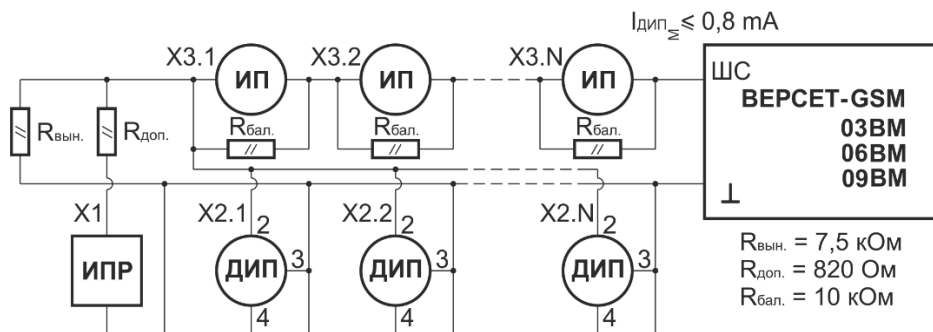 IДИПм ≤ 0,8 mA
X3.1 ИП X3.2 ИП X3.N ИП ШС
ВЕРСЕТ-GSM
Rвын. Rдоп. Rбал. Rбал. Rбал. 03ВМ
06ВМ
09ВМ
X1 X2.1 2 X2.2 2 X2.N 2 ⊥
ИПР ДИП 3 ДИП 3 ДИП 3
4 4 4
Rвын. = 7,5 кОм
Rдоп. = 820 Ом
Rбал. = 10 кОм